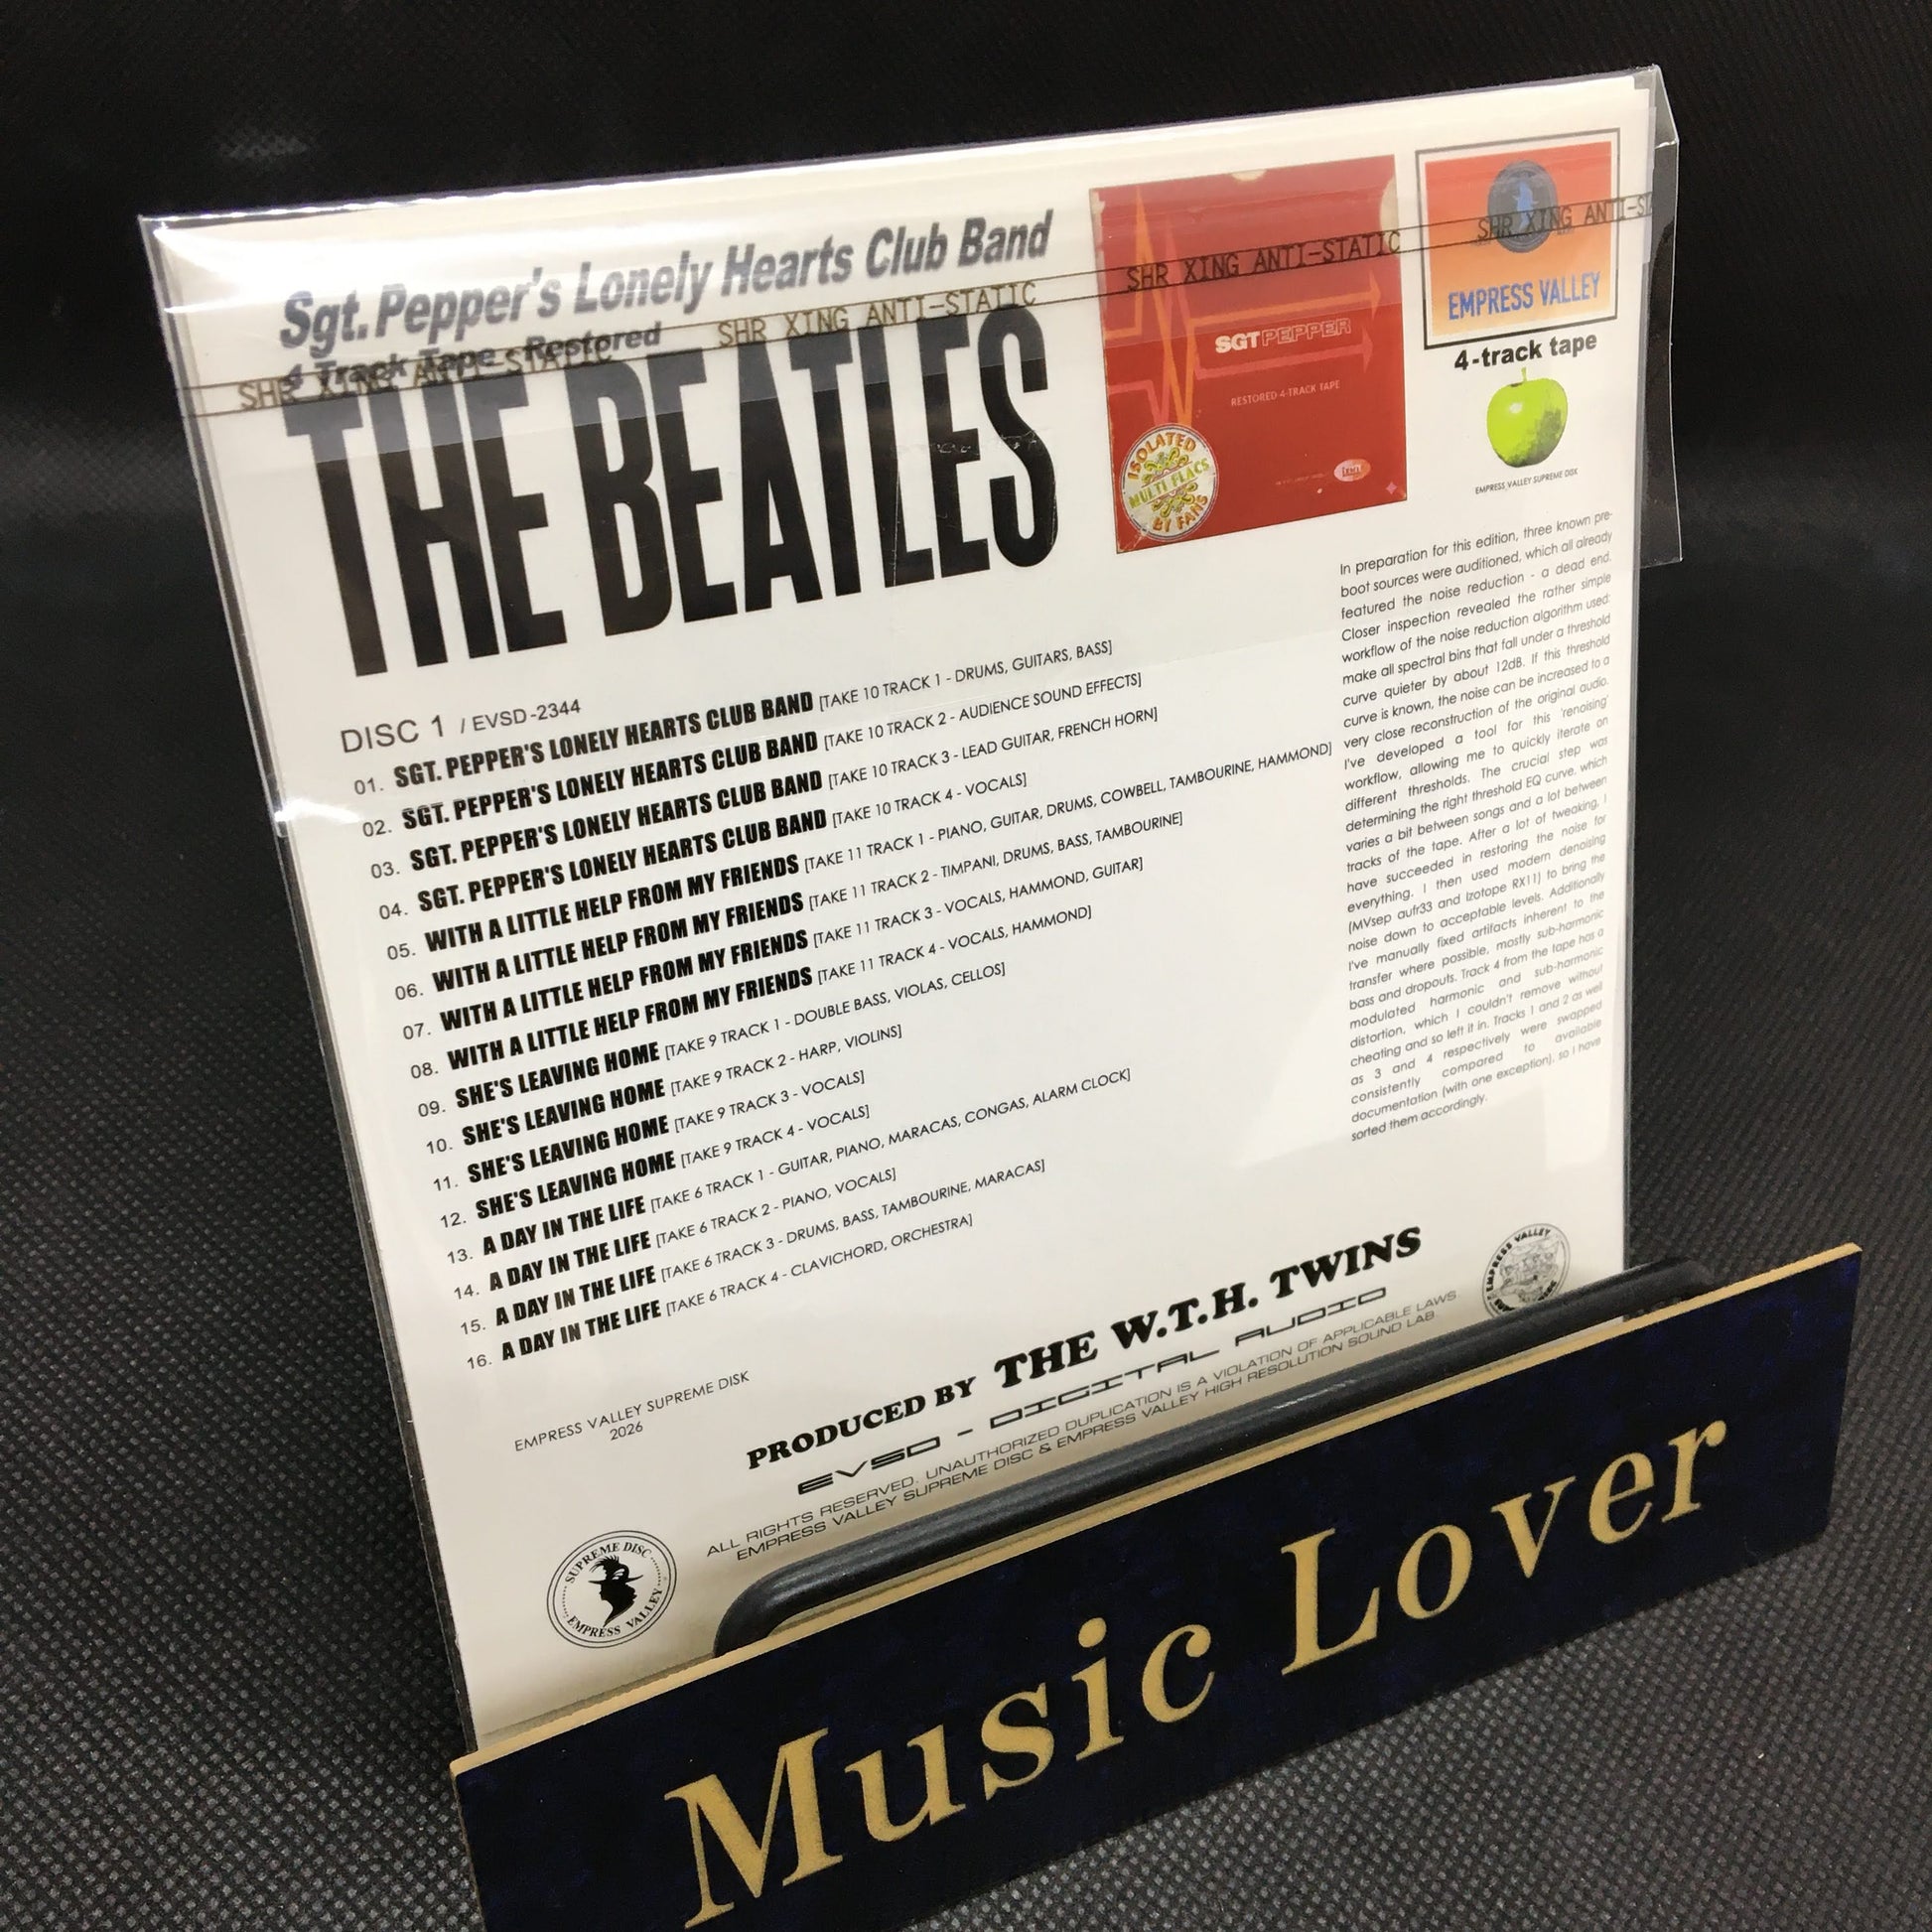 Sgt. Pepper's Lonely Hearts Club Band
4 Track Tape - Restored
SHR XING ANTI-STATIC
SHR XING ANTI-STATIC
SHR XING ANTI-STATIC
SHR XING ANTI-ST
THE BEATLES
SGT PEPPER
RESTORED 4-TRACK TAPE
ISOLATED
MULTI FLACS
BY FANS
EMPRESS VALLEY
4-track tape
EMPRESS VALLEY SUPREME DISK
DISC 1 / EVSD-2344
01. SGT. PEPPER'S LONELY HEARTS CLUB BAND [TAKE 10 TRACK 1 - DRUMS, GUITARS, BASS]
02. SGT. PEPPER'S LONELY HEARTS CLUB BAND [TAKE 10 TRACK 2 - AUDIENCE SOUND EFFECTS]
03. SGT. PEPPER'S LONELY HEARTS CLUB BAND [TAKE 10 TRACK 3 - LEAD GUITAR, FRENCH HORN]
04. SGT. PEPPER'S LONELY HEARTS CLUB BAND [TAKE 10 TRACK 4 - VOCALS]
05. WITH A LITTLE HELP FROM MY FRIENDS [TAKE 11 TRACK 1 - PIANO, GUITAR, DRUMS, COWBELL, TAMBOURINE, HAMMOND]
06. WITH A LITTLE HELP FROM MY FRIENDS [TAKE 11 TRACK 2 - TIMPANI, DRUMS, BASS, TAMBOURINE]
07. WITH A LITTLE HELP FROM MY FRIENDS [TAKE 11 TRACK 3 - VOCALS, HAMMOND, GUITAR]
08. WITH A LITTLE HELP FROM MY FRIENDS [TAKE 11 TRACK 4 - VOCALS, HAMMOND]
09. SHE'S LEAVING HOME [TAKE 9 TRACK 1 - DOUBLE BASS, VIOLAS, CELLOS]
10. SHE'S LEAVING HOME [TAKE 9 TRACK 2 - HARP, VIOLINS]
11. SHE'S LEAVING HOME [TAKE 9 TRACK 3 - VOCALS]
12. SHE'S LEAVING HOME [TAKE 9 TRACK 4 - VOCALS]
13. A DAY IN THE LIFE [TAKE 6 TRACK 1 - GUITAR, PIANO, MARACAS, CONGAS, ALARM CLOCK]
14. A DAY IN THE LIFE [TAKE 6 TRACK 2 - PIANO, VOCALS]
15. A DAY IN THE LIFE [TAKE 6 TRACK 3 - DRUMS, BASS, TAMBOURINE, MARACAS]
16. A DAY IN THE LIFE [TAKE 6 TRACK 4 - CLAVICHORD, ORCHESTRA]
In preparation for this edition, three known pre-
boot sources were auditioned, which all already
featured the noise reduction - a dead end.
Closer inspection revealed the rather simple
workflow of the noise reduction algorithm used:
make all spectral bins that fall under a threshold
curve quieter by about 12dB. If this threshold
curve is known, the noise can be increased to a
very close reconstruction of the original audio.
I've developed a tool for this 'renoising'
workflow, allowing me to quickly iterate on
different thresholds. The crucial step was
determining the right threshold EQ curve, which
varies a bit between songs and a lot between
tracks of the tape. After a lot of tweaking, I
have succeeded in restoring the noise for
everything. I then used modern denoising
(MVsep aufr33 and Izotope RX11) to bring the
noise down to acceptable levels. Additionally
I've manually fixed artifacts inherent to the
transfer where possible, mostly sub-harmonic
bass and dropouts. Track 4 from the tape has a
modulated harmonic and sub-harmonic
distortion, which I couldn't remove without
cheating and so left it in. Tracks 1 and 2 as well
as 3 and 4 respectively were swapped
consistently compared to available
documentation (with one exception), so I have
sorted them accordingly.
EMPRESS VALLEY SUPREME DISK
2026
PRODUCED BY THE W.T.H. TWINS
EVSD - DIGITAL AUDIO
ALL RIGHTS RESERVED. UNAUTHORIZED DUPLICATION IS A VIOLATION OF APPLICABLE LAWS.
EMPRESS VALLEY SUPREME DISC & EMPRESS VALLEY HIGH RESOLUTION SOUND LAB
EMPRESS VALLEY
SUPREME DISC
EMPRESS VALLEY
Music Lover